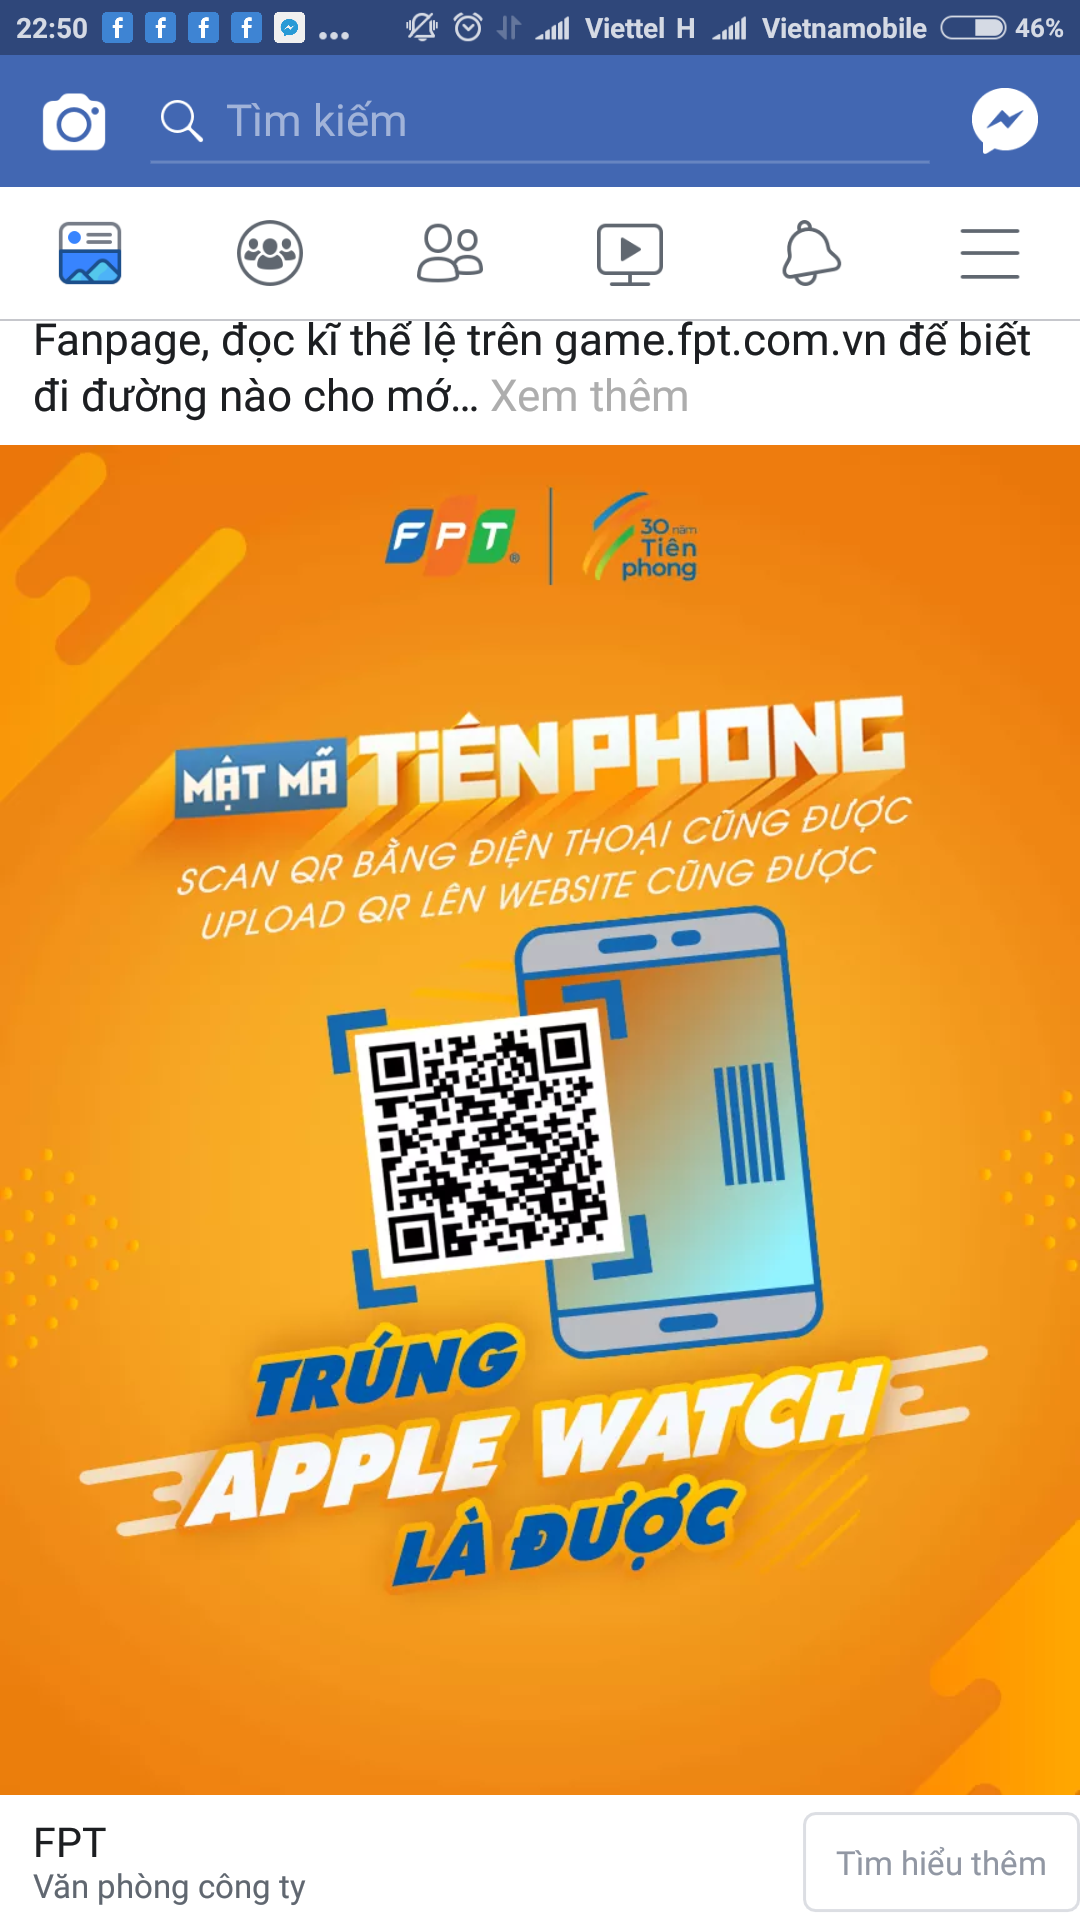 22:50 ... Viettel H Vietnamobile 46%
Tìm kiếm
Fanpage, đọc kĩ thể lệ trên game.fpt.com.vn để biết
đi đường nào cho mớ... Xem thêm
FPT®
30 năm
Tiên
phong
MẬT MÃ TIÊN PHONG
SCAN QR BẰNG ĐIỆN THOẠI CŨNG ĐƯỢC
UPLOAD QR LÊN WEBSITE CŨNG ĐƯỢC
TRÚNG
APPLE WATCH
LÀ ĐƯỢC
FPT
Văn phòng công ty
Tìm hiểu thêm